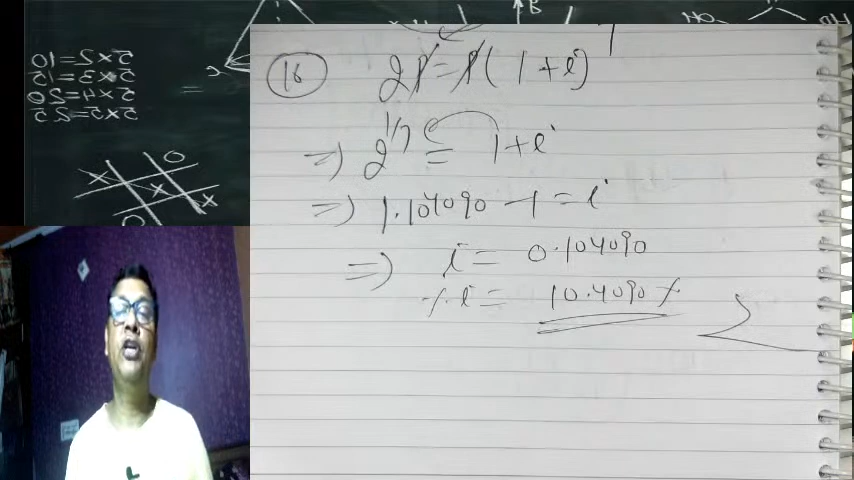 5×2=10
5×3=15
5×4=20
5×5=25
16 2P=P(1+i)⁷
=) 2^1/7 = 1+i
=) 1.104090 -1 = i
=) i = 0.104090
% i = 10.4090 %